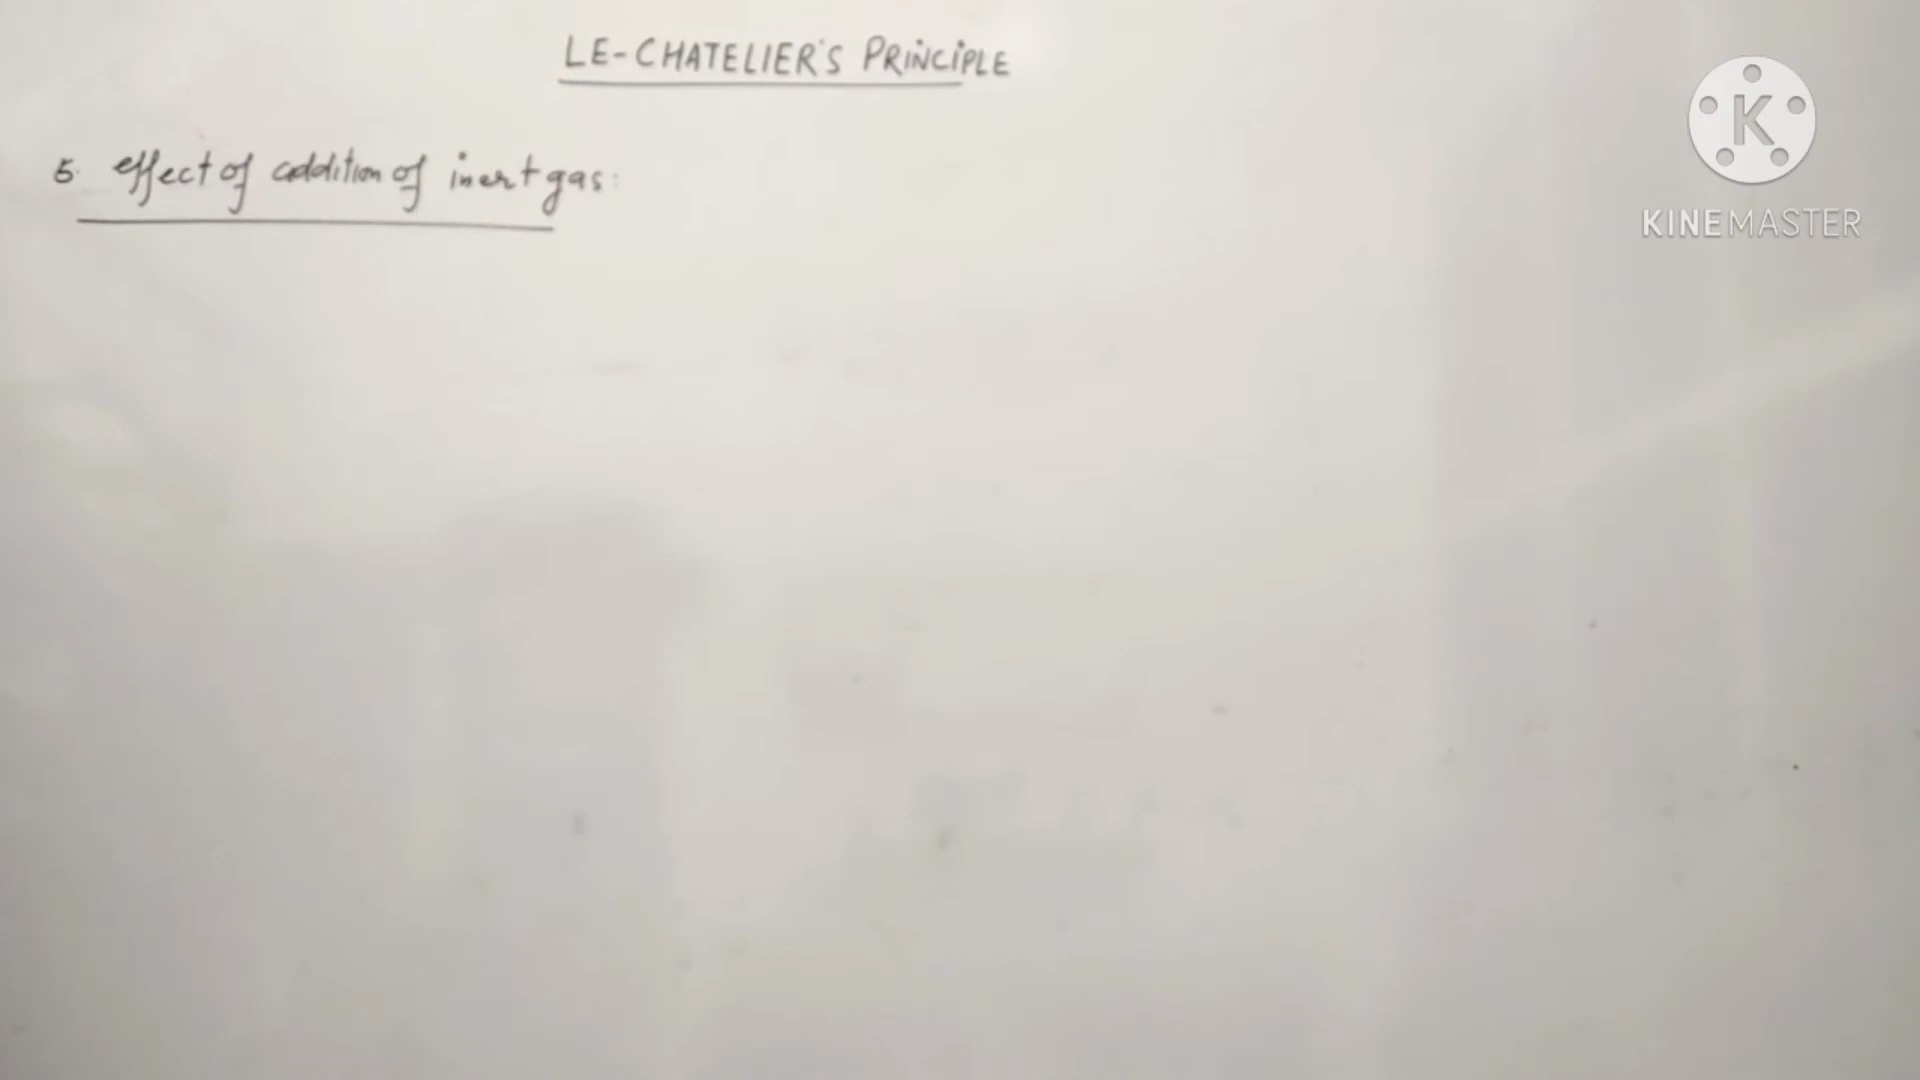 LE-CHATELIER'S PRINCIPLE
5. effect of addition of inert gas:
K
KINEMASTER